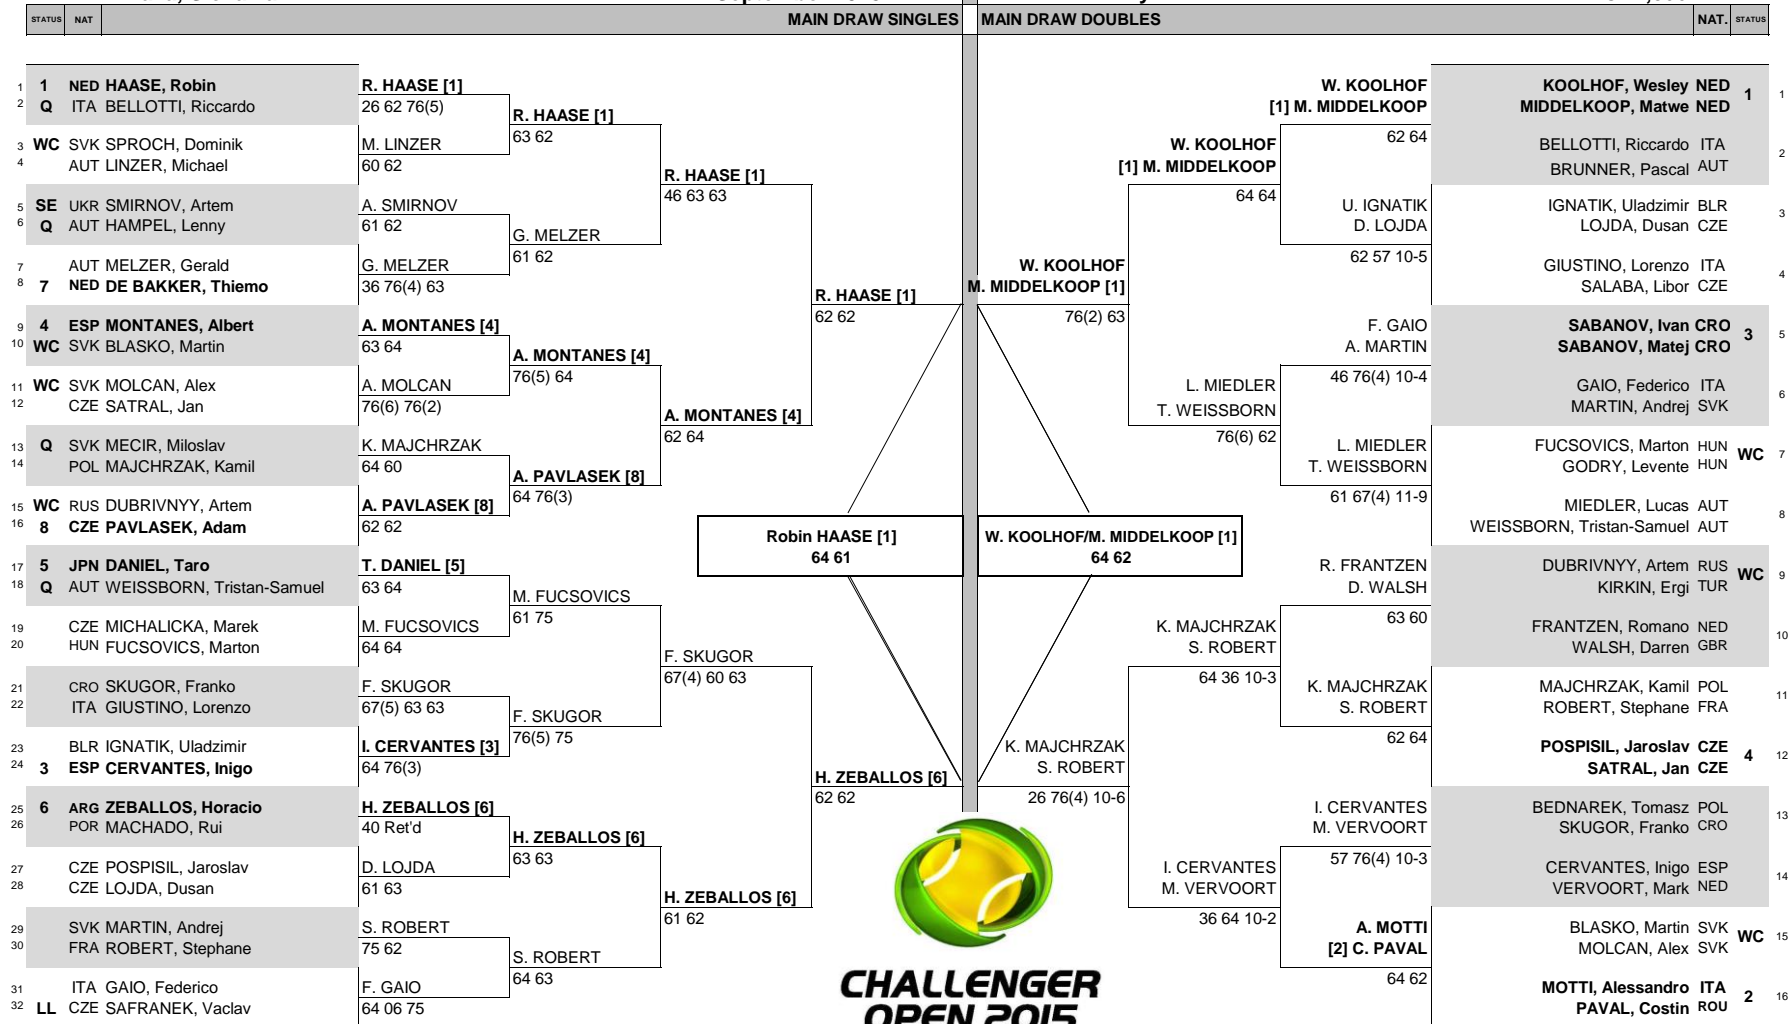 MAIN DRAW SINGLES
MAIN DRAW DOUBLES
STATUS NAT
NAT. STATUS
1 1 NED HAASE, Robin
2 Q ITA BELLOTTI, Riccardo
3 WC SVK SPROCH, Dominik
4 AUT LINZER, Michael
5 SE UKR SMIRNOV, Artem
6 Q AUT HAMPEL, Lenny
7 AUT MELZER, Gerald
8 7 NED DE BAKKER, Thiemo
9 4 ESP MONTANES, Albert
10 WC SVK BLASKO, Martin
11 WC SVK MOLCAN, Alex
12 CZE SATRAL, Jan
13 Q SVK MECIR, Miloslav
14 POL MAJCHRZAK, Kamil
15 WC RUS DUBRIVNYY, Artem
16 8 CZE PAVLASEK, Adam
17 5 JPN DANIEL, Taro
18 Q AUT WEISSBORN, Tristan-Samuel
19 CZE MICHALICKA, Marek
20 HUN FUCSOVICS, Marton
21 CRO SKUGOR, Franko
22 ITA GIUSTINO, Lorenzo
23 BLR IGNATIK, Uladzimir
24 3 ESP CERVANTES, Inigo
25 6 ARG ZEBALLOS, Horacio
26 POR MACHADO, Rui
27 CZE POSPISIL, Jaroslav
28 CZE LOJDA, Dusan
29 SVK MARTIN, Andrej
30 FRA ROBERT, Stephane
31 ITA GAIO, Federico
32 LL CZE SAFRANEK, Vaclav
R. HAASE [1]
26 62 76(5)
M. LINZER
60 62
A. SMIRNOV
61 62
G. MELZER
36 76(4) 63
A. MONTANES [4]
63 64
A. MOLCAN
76(6) 76(2)
K. MAJCHRZAK
64 60
A. PAVLASEK [8]
62 62
T. DANIEL [5]
63 64
M. FUCSOVICS
64 64
F. SKUGOR
67(5) 63 63
I. CERVANTES [3]
64 76(3)
H. ZEBALLOS [6]
40 Ret'd
D. LOJDA
61 63
S. ROBERT
75 62
F. GAIO
64 06 75
R. HAASE [1]
63 62
G. MELZER
61 62
A. MONTANES [4]
76(5) 64
A. PAVLASEK [8]
64 76(3)
M. FUCSOVICS
61 75
F. SKUGOR
76(5) 75
H. ZEBALLOS [6]
63 63
S. ROBERT
64 63
R. HAASE [1]
46 63 63
A. MONTANES [4]
62 64
F. SKUGOR
67(4) 60 63
H. ZEBALLOS [6]
61 62
R. HAASE [1]
62 62
H. ZEBALLOS [6]
62 62
Robin HAASE [1]
64 61
W. KOOLHOF/M. MIDDELKOOP [1]
64 62
W. KOOLHOF
M. MIDDELKOOP [1]
76(2) 63
K. MAJCHRZAK
S. ROBERT
26 76(4) 10-6
W. KOOLHOF
[1] M. MIDDELKOOP
64 64
L. MIEDLER
T. WEISSBORN
76(6) 62
K. MAJCHRZAK
S. ROBERT
64 36 10-3
I. CERVANTES
M. VERVOORT
36 64 10-2
W. KOOLHOF
[1] M. MIDDELKOOP
62 64
U. IGNATIK
D. LOJDA
62 57 10-5
F. GAIO
A. MARTIN
46 76(4) 10-4
L. MIEDLER
T. WEISSBORN
61 67(4) 11-9
R. FRANTZEN
D. WALSH
63 60
K. MAJCHRZAK
S. ROBERT
62 64
I. CERVANTES
M. VERVOORT
57 76(4) 10-3
A. MOTTI
[2] C. PAVAL
64 62
KOOLHOF, Wesley NED
1 1
MIDDELKOOP, Matwe NED
BELLOTTI, Riccardo ITA
2
BRUNNER, Pascal AUT
IGNATIK, Uladzimir BLR
3
LOJDA, Dusan CZE
GIUSTINO, Lorenzo ITA
4
SALABA, Libor CZE
SABANOV, Ivan CRO
3 5
SABANOV, Matej CRO
GAIO, Federico ITA
6
MARTIN, Andrej SVK
FUCSOVICS, Marton HUN
WC 7
GODRY, Levente HUN
MIEDLER, Lucas AUT
8
WEISSBORN, Tristan-Samuel AUT
DUBRIVNYY, Artem RUS
WC 9
KIRKIN, Ergi TUR
FRANTZEN, Romano NED
10
WALSH, Darren GBR
MAJCHRZAK, Kamil POL
11
ROBERT, Stephane FRA
POSPISIL, Jaroslav CZE
4 12
SATRAL, Jan CZE
BEDNAREK, Tomasz POL
13
SKUGOR, Franko CRO
CERVANTES, Inigo ESP
14
VERVOORT, Mark NED
BLASKO, Martin SVK
WC 15
MOLCAN, Alex SVK
MOTTI, Alessandro ITA
2 16
PAVAL, Costin ROU
CHALLENGER
OPEN 2015